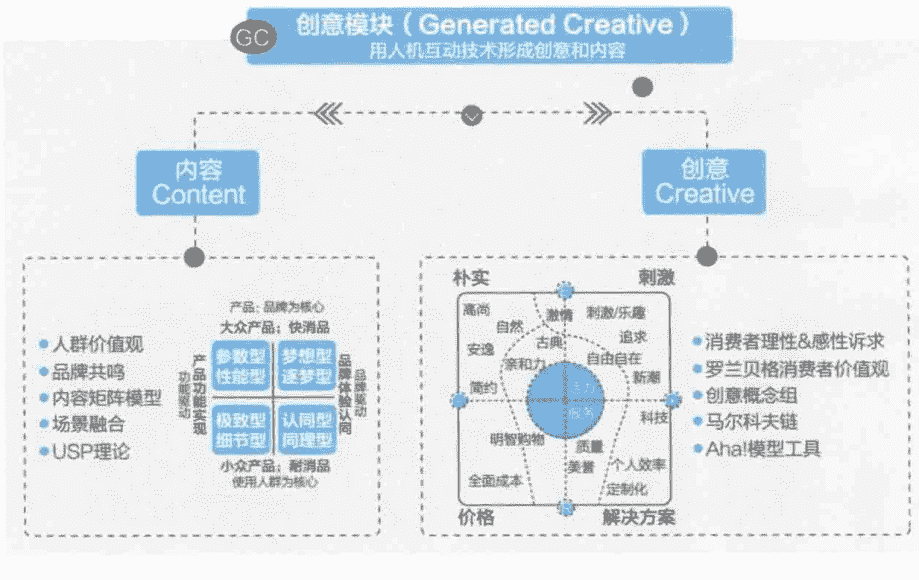 GC
创意模块（Generated Creative）
用人机互动技术形成创意和内容
内容
Content
创意
Creative
人群价值观
品牌共鸣
内容矩阵模型
场景融合
USP理论
产品：品牌为核心
大众产品：快消品
产品功能实现
功能驱动
参数型
性能型
梦想型
逐梦型
极致型
细节型
认同型
同理型
品牌体验认同
品牌驱动
小众产品：耐消品
使用人群为核心
朴实
刺激
高尚
自然
激情
刺激/乐趣
安逸
古典
追求
亲和力
自由自在
简约
新潮
科技
明智购物
质量
美誉
个人效率
全面成本
定制化
价格
解决方案
消费者理性&感性诉求
罗兰贝格消费者价值观
创意概念组
马尔科夫链
Aha!模型工具